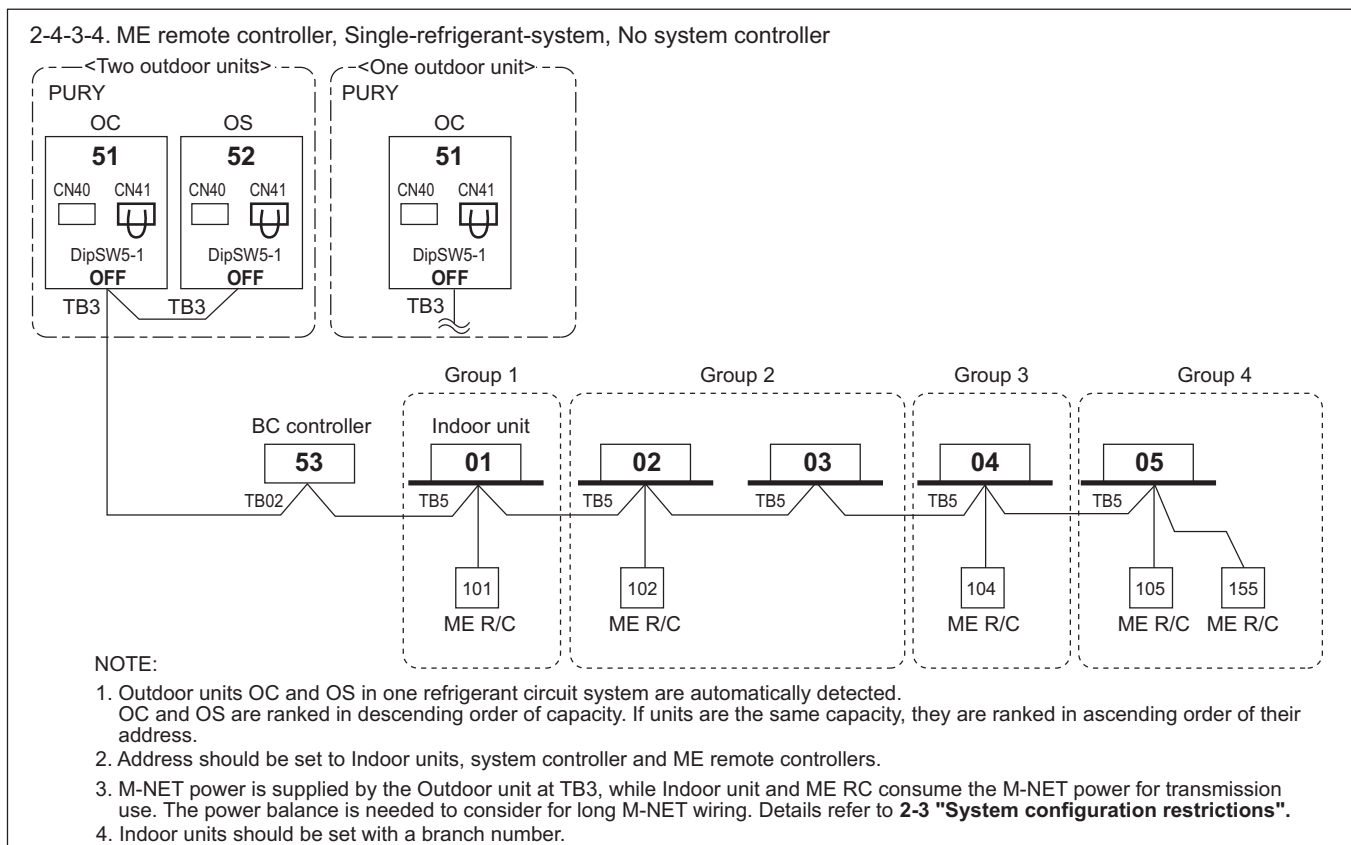 2-4-3-4. ME remote controller, Single-refrigerant-system, No system controller
<Two outdoor units>
<One outdoor unit>
PURY
PURY
OC
OS
OC
51
52
51
CN40 CN41
CN40 CN41
CN40 CN41
DipSW5-1
DipSW5-1
DipSW5-1
OFF
OFF
OFF
TB3
TB3
TB3
Group 1
Group 2
Group 3
Group 4
BC controller
Indoor unit
53
01
02
03
04
05
TB02
TB5
TB5
TB5
TB5
TB5
101
102
104
105
155
ME R/C
ME R/C
ME R/C
ME R/C
ME R/C
NOTE:
1. Outdoor units OC and OS in one refrigerant circuit system are automatically detected.
OC and OS are ranked in descending order of capacity. If units are the same capacity, they are ranked in ascending order of their
address.
2. Address should be set to Indoor units, system controller and ME remote controllers.
3. M-NET power is supplied by the Outdoor unit at TB3, while Indoor unit and ME RC consume the M-NET power for transmission
use. The power balance is needed to consider for long M-NET wiring. Details refer to 2-3 "System configuration restrictions".
4. Indoor units should be set with a branch number.